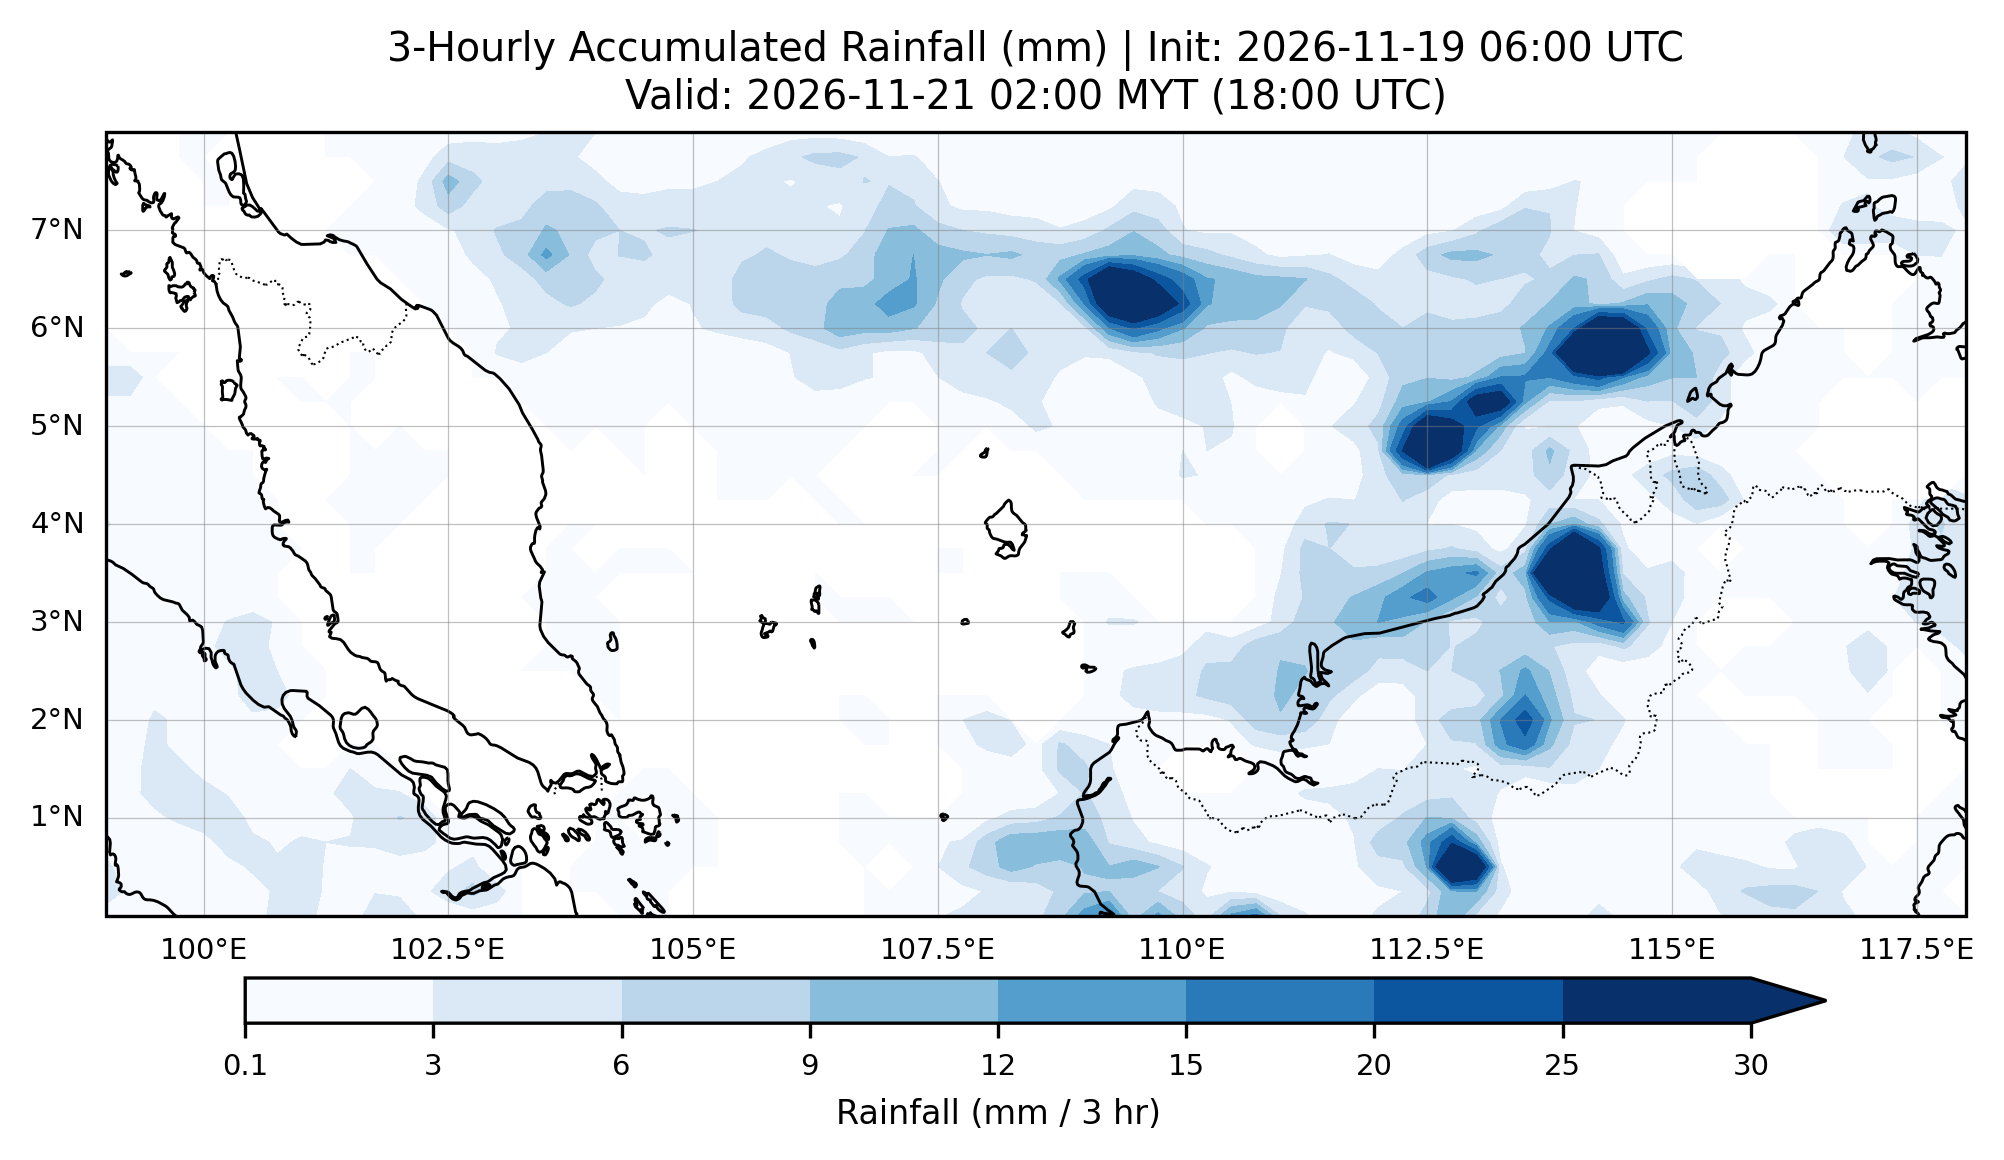 3-Hourly Accumulated Rainfall (mm) | Init: 2026-11-19 06:00 UTC
Valid: 2026-11-21 02:00 MYT (18:00 UTC)
7°N
6°N
5°N
4°N
3°N
2°N
1°N
100°E 102.5°E 105°E 107.5°E 110°E 112.5°E 115°E 117.5°E
0.1 3 6 9 12 15 20 25 30
Rainfall (mm / 3 hr)